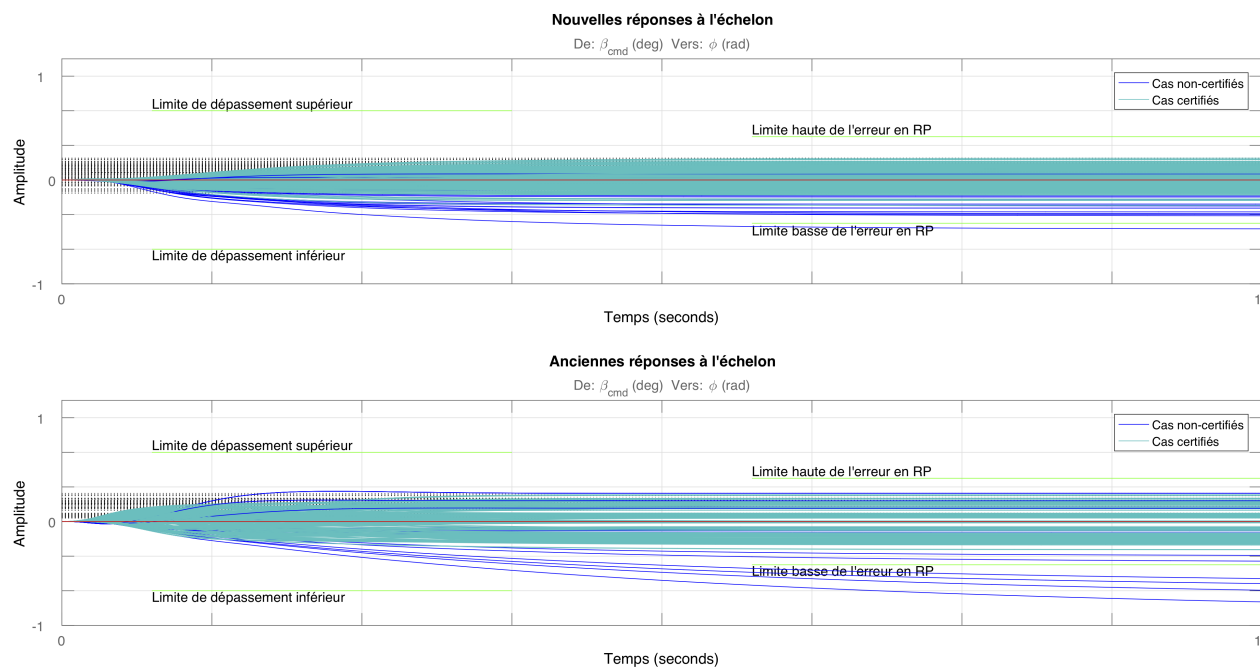 Nouvelles réponses à l'échelon
De: βcmd (deg) Vers: ϕ (rad)
1
Limite de dépassement supérieur
Cas non-certifiés
Cas certifiés
Limite haute de l'erreur en RP
Amplitude
0
Limite basse de l'erreur en RP
Limite de dépassement inférieur
-1
0
1
Temps (seconds)
Anciennes réponses à l'échelon
De: βcmd (deg) Vers: ϕ (rad)
1
Cas non-certifiés
Cas certifiés
Limite de dépassement supérieur
Limite haute de l'erreur en RP
Amplitude
0
Limite basse de l'erreur en RP
Limite de dépassement inférieur
-1
0
1
Temps (seconds)